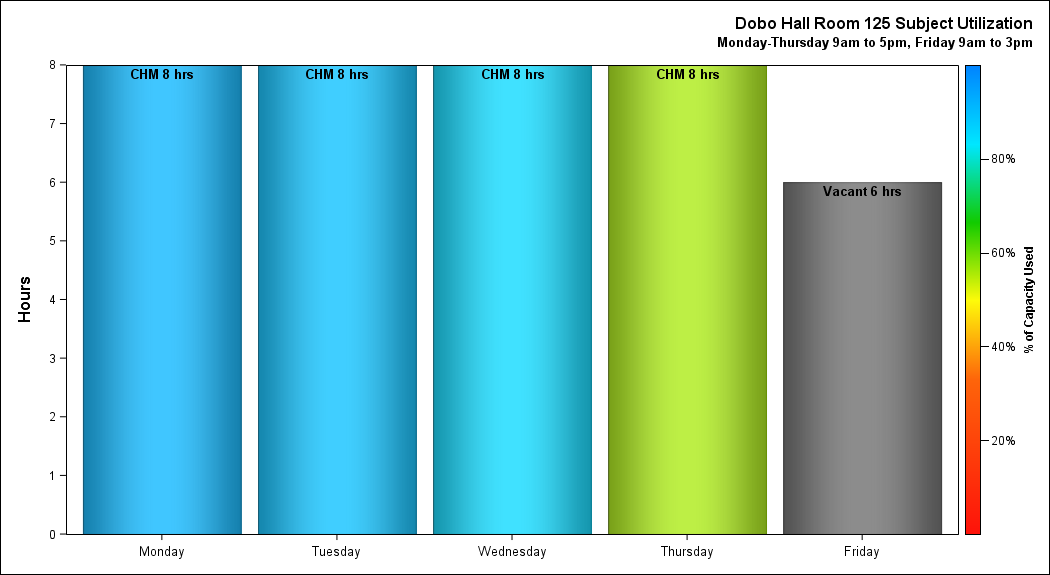 Dobo Hall Room 125 Subject Utilization
Monday-Thursday 9am to 5pm, Friday 9am to 3pm
CHM 8 hrs CHM 8 hrs CHM 8 hrs CHM 8 hrs
Vacant 6 hrs
8
7
6
5
4
3
2
1
0
Hours
Monday Tuesday Wednesday Thursday Friday
80%
60%
40%
20%
% of Capacity Used